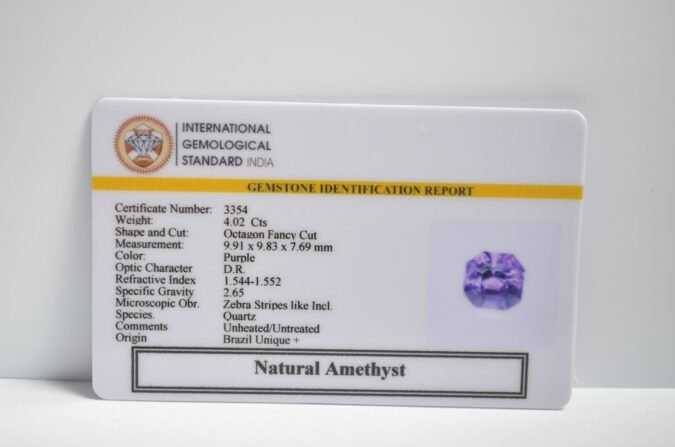 INTERNATIONAL
GEMOLOGICAL
STANDARD INDIA
GEMSTONE IDENTIFICATION REPORT
Certificate Number: 3354
Weight: 4.02 Cts
Shape and Cut: Octagon Fancy Cut
Measurement: 9.91 x 9.83 x 7.69 mm
Color: Purple
Optic Character D.R.
Refractive Index 1.544-1.552
Specific Gravity 2.65
Microscopic Obr. Zebra Stripes like Incl.
Species. Quartz
Comments Unheated/Untreated
Origin Brazil Unique +
Natural Amethyst